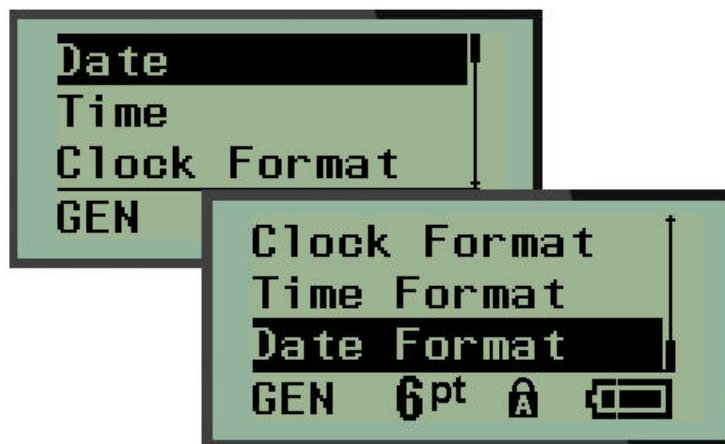 Date
Time
Clock Format
GEN
Clock Format
Time Format
Date Format
GEN 6pt A